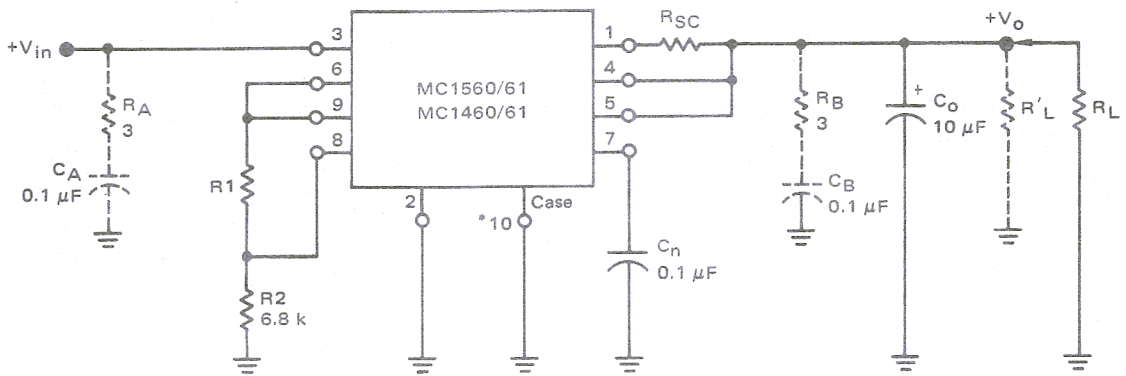 +Vin
3
6
9
8
MC1560/61
MC1460/61
1
4
5
7
2
*10
Case
RSC
+Vo
RA
3
CA
0.1 μF
R1
R2
6.8 k
Cn
0.1 μF
RB
3
CB
0.1 μF
+
Co
10 μF
R'L
RL